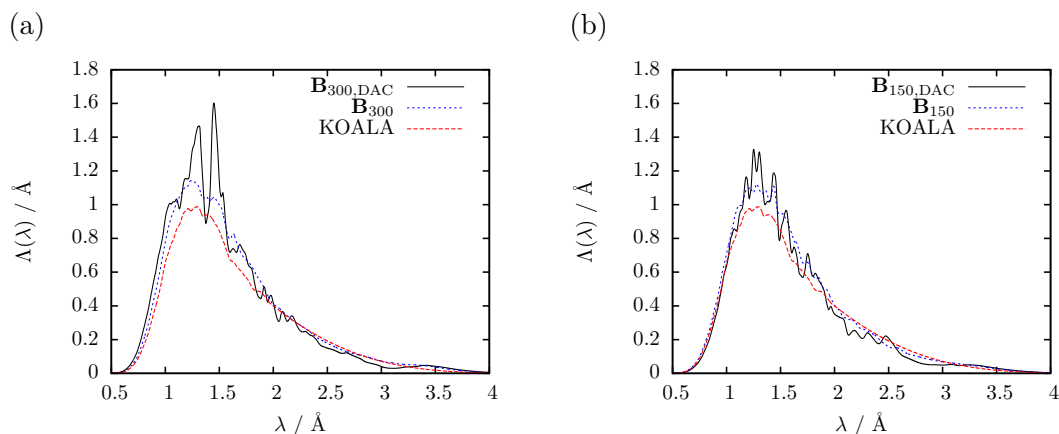 (a)
1.8
1.6
1.4
1.2
1
0.8
0.6
0.4
0.2
0
Λ(λ) / Å
B300,DAC
B300
KOALA
0.5 1 1.5 2 2.5 3 3.5 4
λ / Å
(b)
1.8
1.6
1.4
1.2
1
0.8
0.6
0.4
0.2
0
Λ(λ) / Å
B150,DAC
B150
KOALA
0.5 1 1.5 2 2.5 3 3.5 4
λ / Å